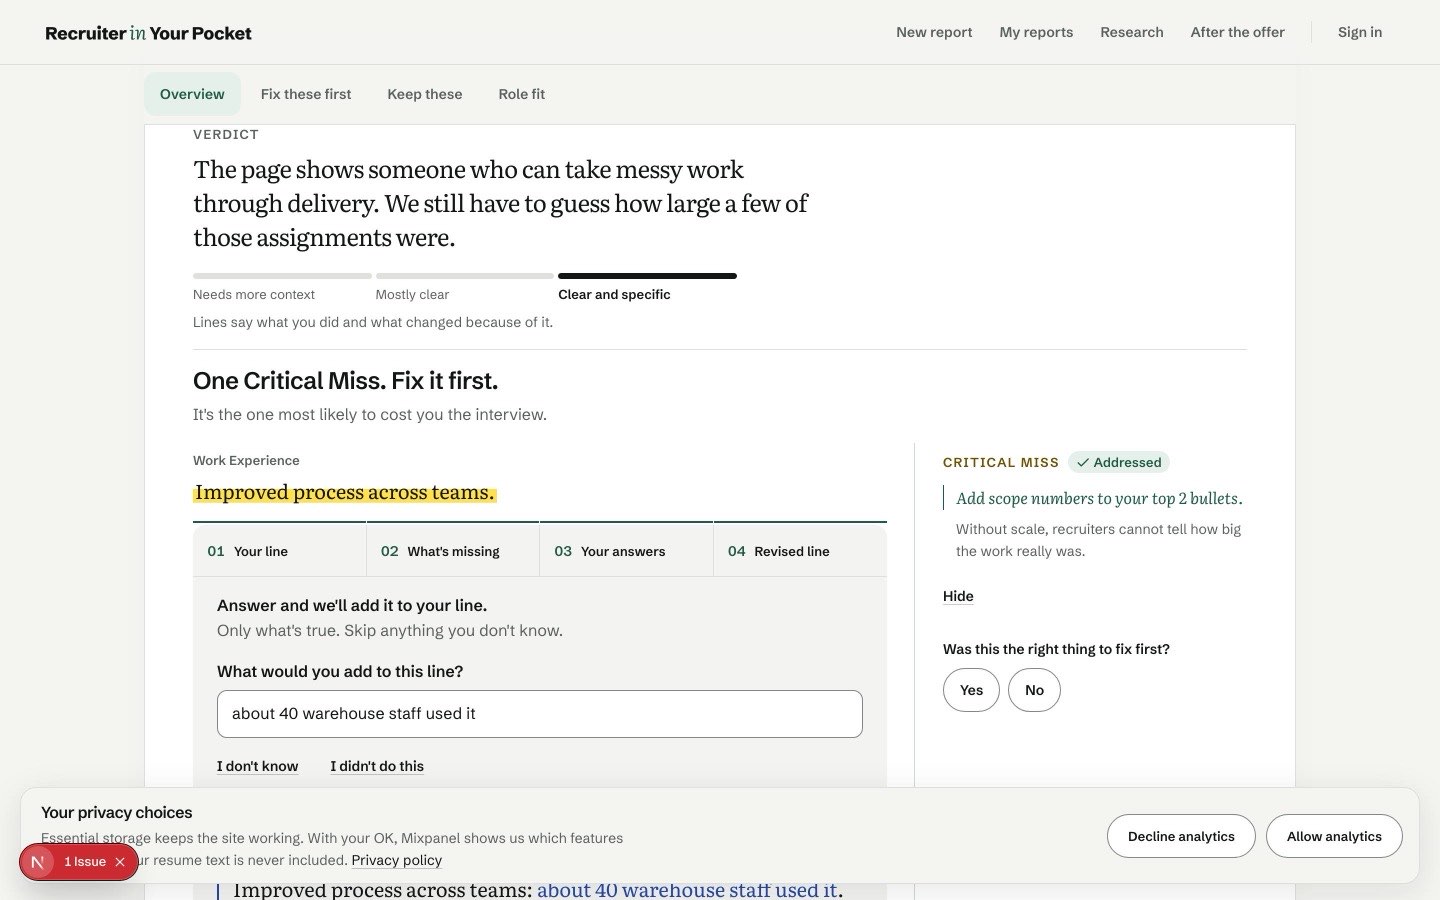 Recruiter in Your Pocket
New report
My reports
Research
After the offer
Sign in
Overview
Fix these first
Keep these
Role fit
VERDICT
The page shows someone who can take messy work
through delivery. We still have to guess how large a few of
those assignments were.
Needs more context
Mostly clear
Clear and specific
Lines say what you did and what changed because of it.
One Critical Miss. Fix it first.
It's the one most likely to cost you the interview.
Work Experience
Improved process across teams.
01 Your line
02 What's missing
03 Your answers
04 Revised line
Answer and we'll add it to your line.
Only what's true. Skip anything you don't know.
What would you add to this line?
about 40 warehouse staff used it
I don't know
I didn't do this
CRITICAL MISS
Addressed
Add scope numbers to your top 2 bullets.
Without scale, recruiters cannot tell how big
the work really was.
Hide
Was this the right thing to fix first?
Yes
No
Your privacy choices
Essential storage keeps the site working. With your OK, Mixpanel shows us which features
resume text is never included. Privacy policy
Decline analytics
Allow analytics
N
1 Issue
Improved process across teams: about 40 warehouse staff used it.